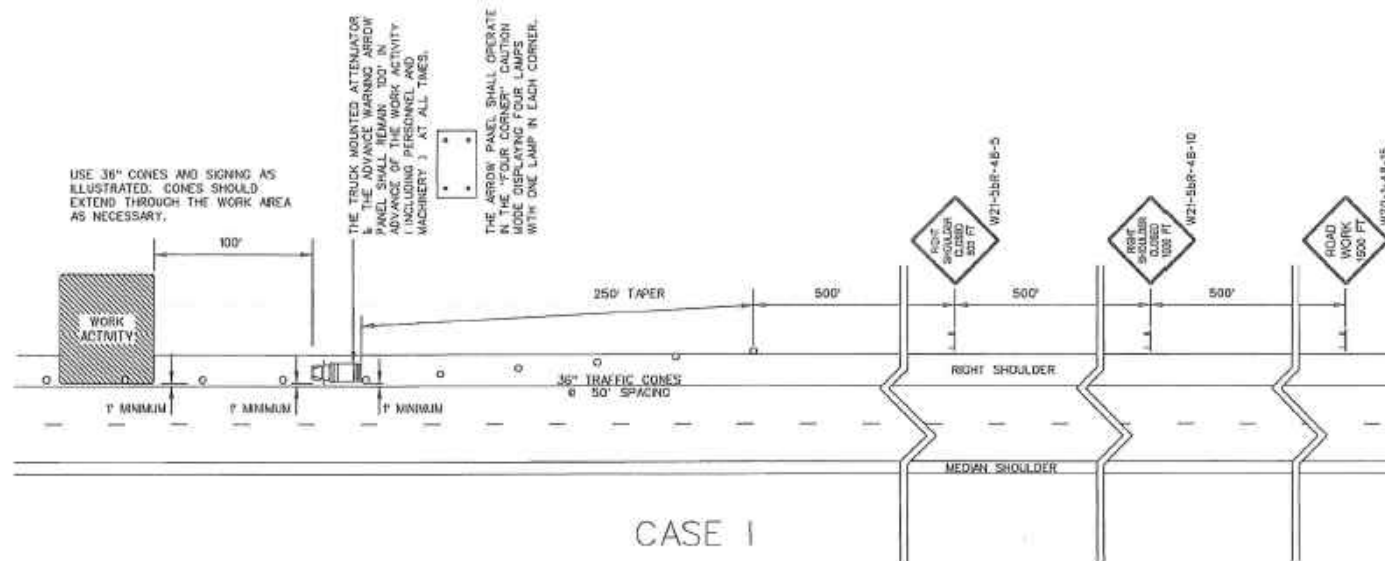 USE 36" CONES AND SIGNING AS
ILLUSTRATED. CONES SHOULD
EXTEND THROUGH THE WORK AREA
AS NECESSARY.
THE TRUCK MOUNTED ATTENUATOR
& THE ADVANCE WARNING ARROW
PANEL SHALL REMAIN 100' IN
ADVANCE OF THE WORK ACTIVITY
( INCLUDING PERSONNEL AND
MACHINERY ) AT ALL TIMES.
THE ARROW PANEL SHALL OPERATE
IN THE "FOUR CORNER" CAUTION
MODE DISPLAYING FOUR LAMPS
WITH ONE LAMP IN EACH CORNER.
100'
WORK
ACTIVITY
250' TAPER
500'
500'
500'
RIGHT
SHOULDER
CLOSED
500 FT
W21-5bR-48-5
RIGHT
SHOULDER
CLOSED
1000 FT
W21-5bR-48-10
ROAD
WORK
1500 FT
36" TRAFFIC CONES
@ 50' SPACING
RIGHT SHOULDER
1' MINIMUM
1' MINIMUM
1' MINIMUM
MEDIAN SHOULDER
CASE I